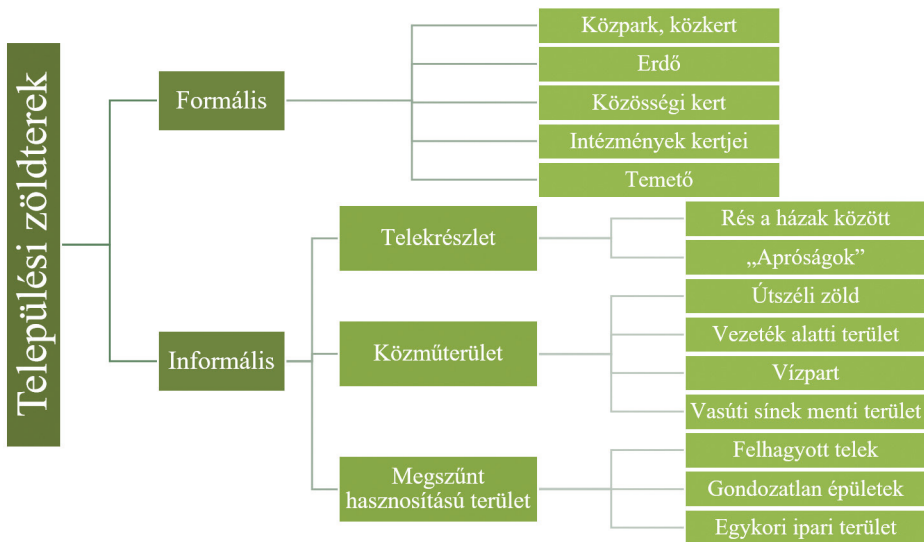 Települési zöldterek
Formális
Közpark, közkert
Erdő
Közösségi kert
Intézmények kertjei
Temető
Informális
Telekrészlet
Rés a házak között
„Apróságok”
Közműterület
Útszéli zöld
Vezeték alatti terület
Vízpart
Vasúti sínek menti terület
Megszűnt
hasznosítású terület
Felhagyott telek
Gondozatlan épületek
Egykori ipari terület